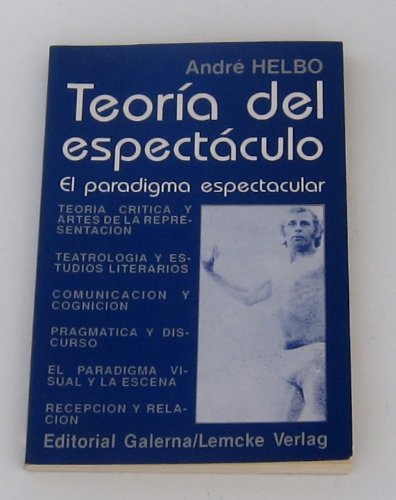 André HELBO
Teoría del
espectáculo
El paradigma espectacular
TEORIA CRITICA Y
ARTES DE LA REPRE-
SENTACION
TEATROLOGIA Y ES-
TUDIOS LITERARIOS
COMUNICACION Y
COGNICION
PRAGMATICA Y DIS-
CURSO
EL PARADIGMA VI-
SUAL Y LA ESCENA
RECEPCION Y RELA-
CION
Editorial Galerna/Lemcke Verlag